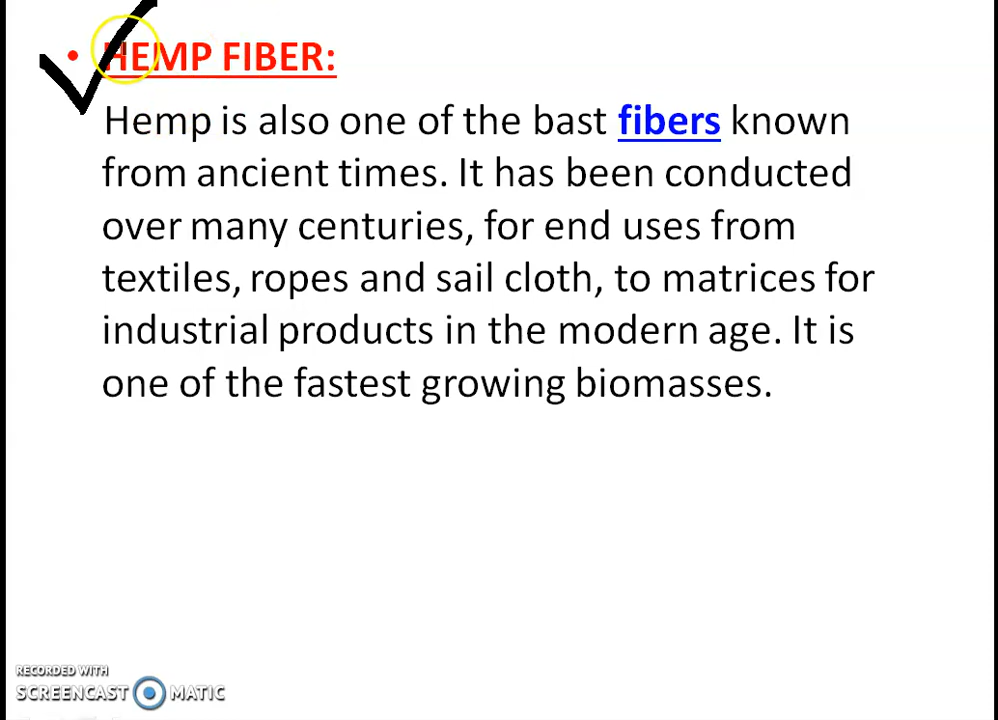 • HEMP FIBER:
Hemp is also one of the bast fibers known
from ancient times. It has been conducted
over many centuries, for end uses from
textiles, ropes and sail cloth, to matrices for
industrial products in the modern age. It is
one of the fastest growing biomasses.
RECORDED WITH
SCREENCAST MATIC